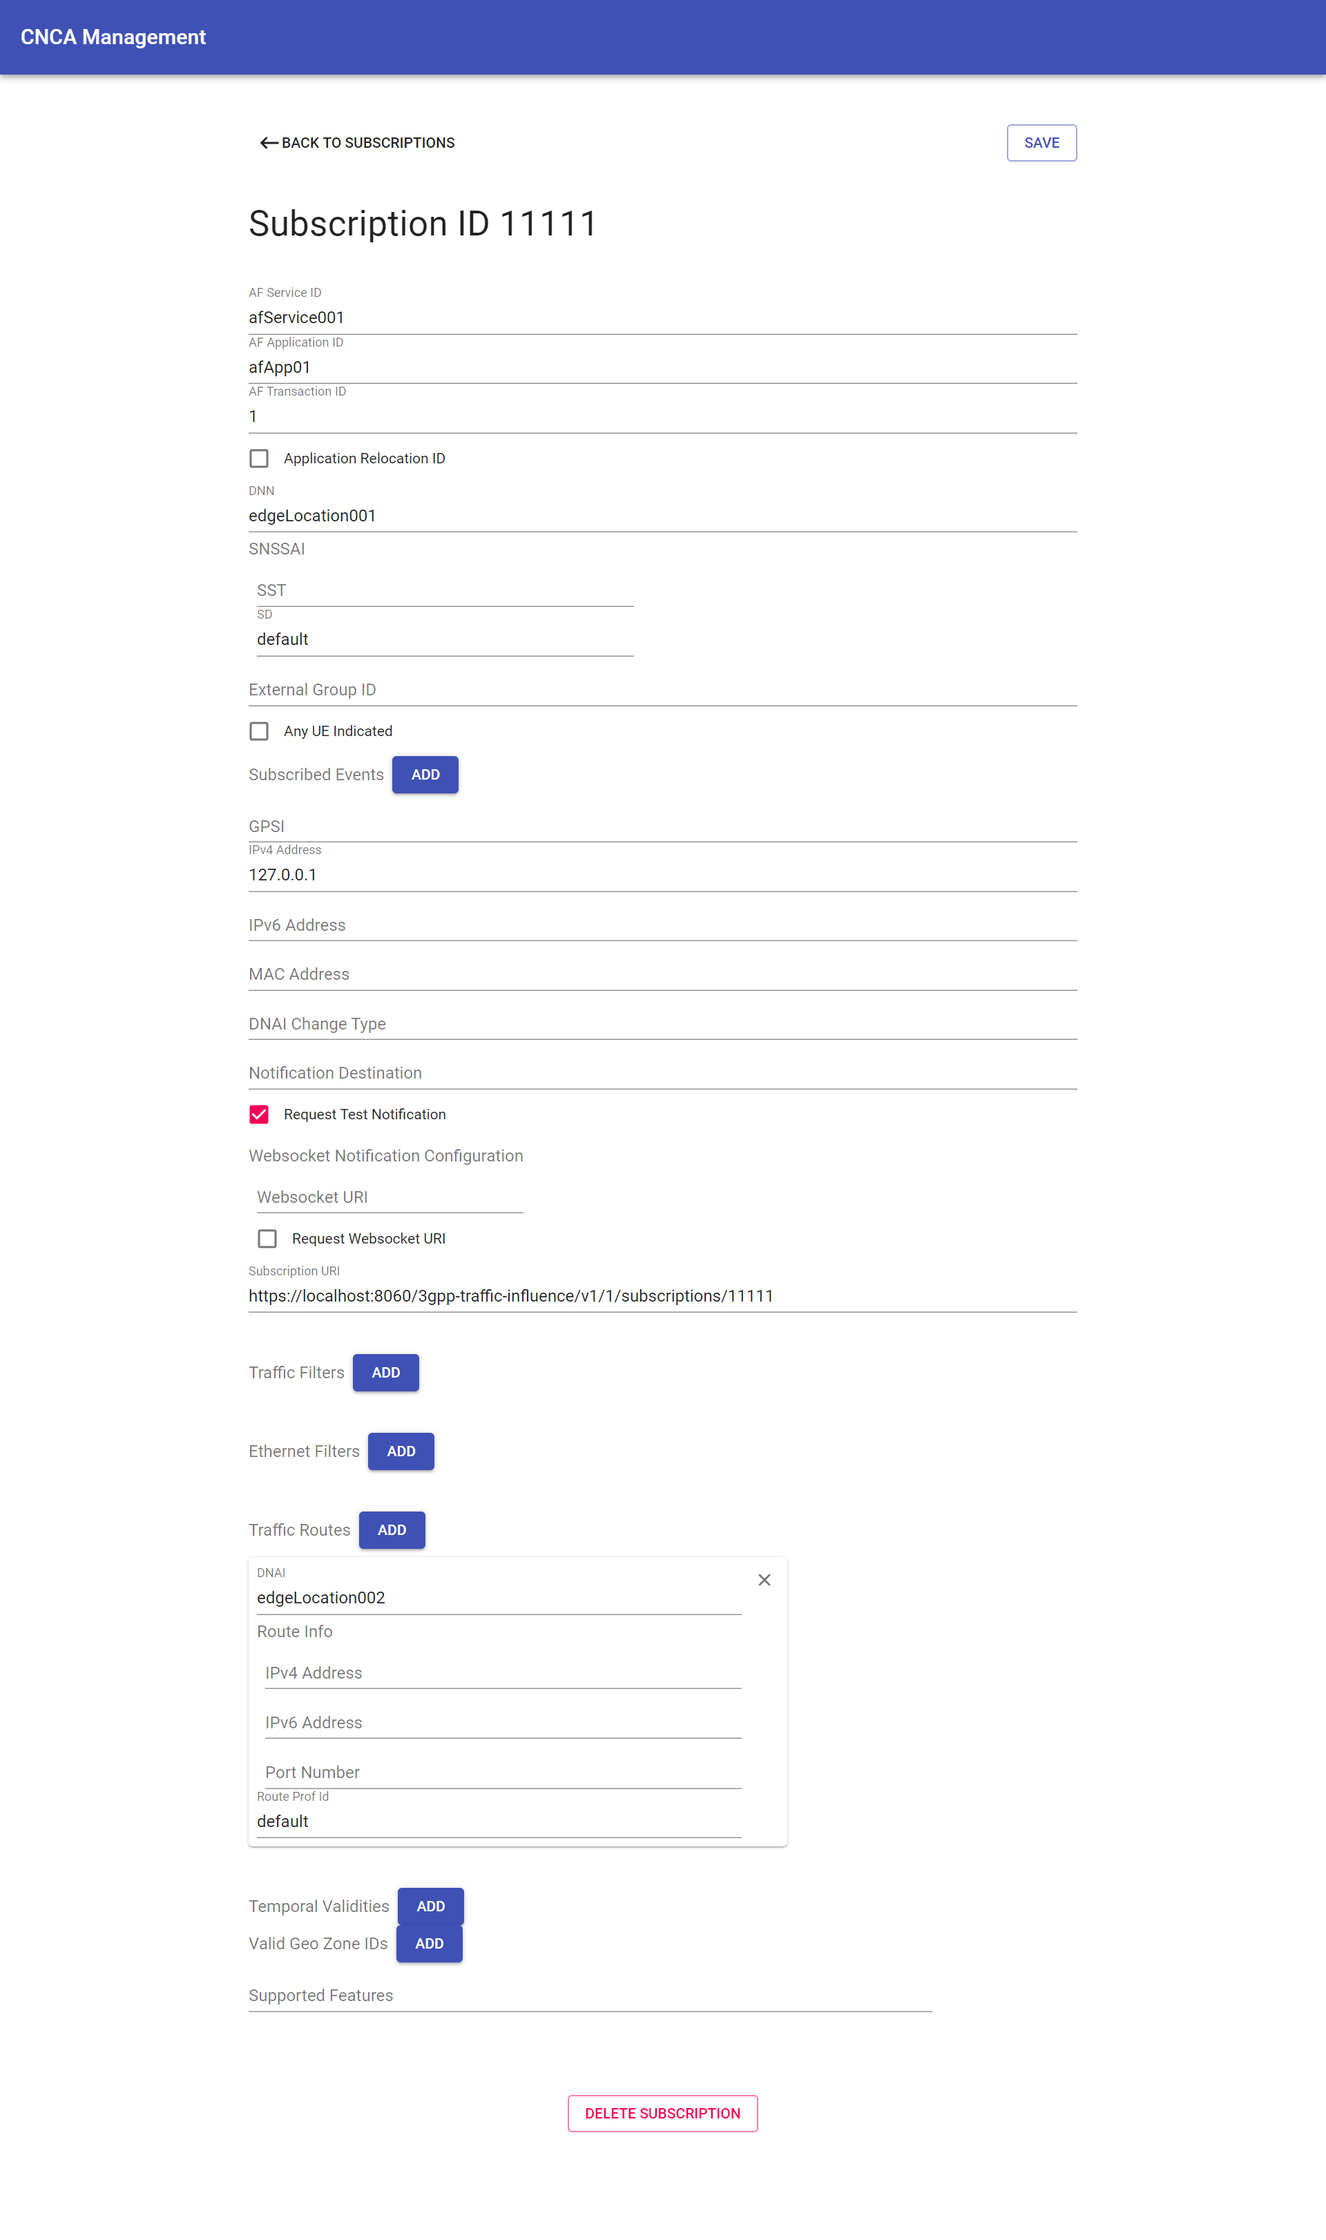 CNCA Management
BACK TO SUBSCRIPTIONS
SAVE
Subscription ID 11111
AF Service ID
afService001
AF Application ID
afApp01
AF Transaction ID
1
Application Relocation ID
DNN
edgeLocation001
SNSSAI
SST
SD
default
External Group ID
Any UE Indicated
Subscribed Events ADD
GPSI
IPv4 Address
127.0.0.1
IPv6 Address
MAC Address
DNAI Change Type
Notification Destination
Request Test Notification
Websocket Notification Configuration
Websocket URI
Request Websocket URI
Subscription URI
https://localhost:8060/3gpp-traffic-influence/v1/1/subscriptions/11111
Traffic Filters ADD
Ethernet Filters ADD
Traffic Routes ADD
DNAI
edgeLocation002
Route Info
IPv4 Address
IPv6 Address
Port Number
Route Prof Id
default
Temporal Validities ADD
Valid Geo Zone IDs ADD
Supported Features
DELETE SUBSCRIPTION